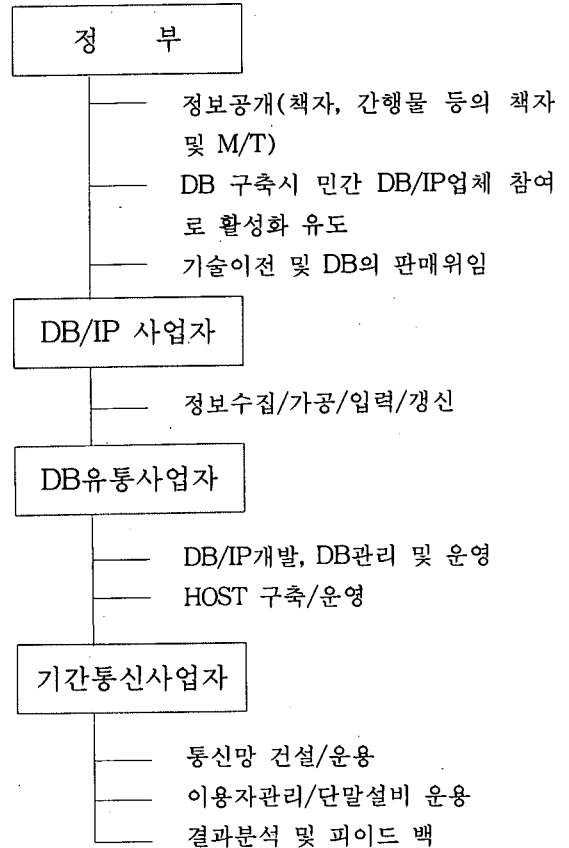 정 부
정보공개(책자, 간행물 등의 책자
및 M/T)
DB 구축시 민간 DB/IP업체 참여
로 활성화 유도
기술이전 및 DB의 판매위임
DB/IP 사업자
정보수집/가공/입력/갱신
DB유통사업자
DB/IP개발, DB관리 및 운영
HOST 구축/운영
기간통신사업자
통신망 건설/운용
이용자관리/단말설비 운용
결과분석 및 피이드 백